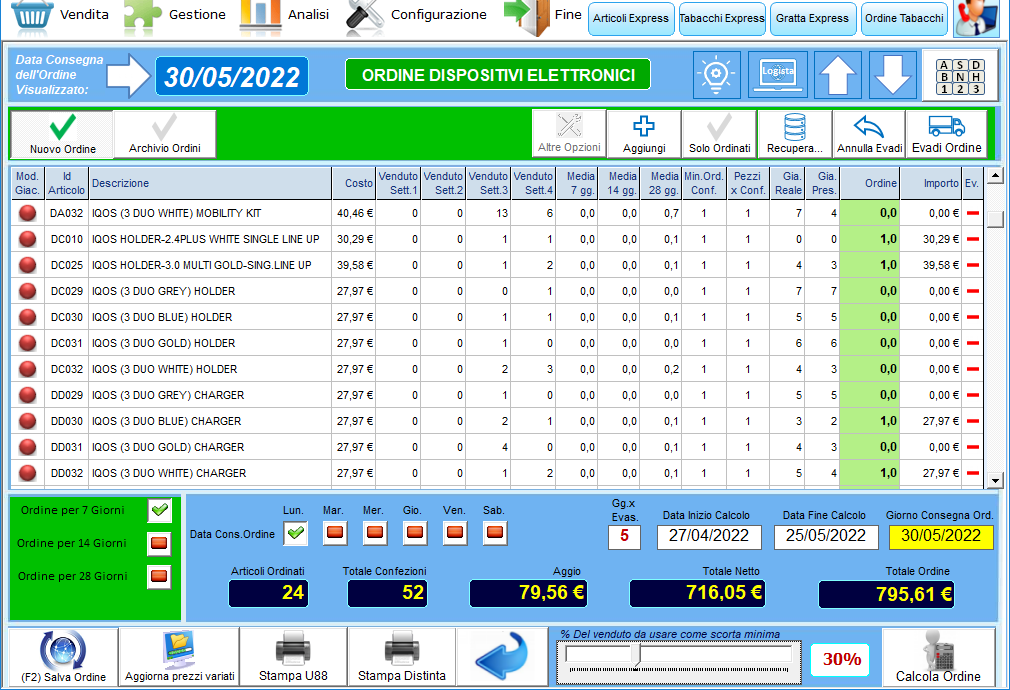 Vendita Gestione Analisi Configurazione Fine Articoli Express Tabacchi Express Gratta Express Ordine Tabacchi
Data Consegna
dell'Ordine
Visualizzato:
30/05/2022
ORDINE DISPOSITIVI ELETTRONICI
Logista
A S D
B N H
1 2 3
Nuovo Ordine Archivio Ordini Altre Opzioni Aggiungi Solo Ordinati Recupera... Annulla Evadi Evadi Ordine
Mod. Giac. Id Articolo Descrizione Costo Venduto Sett.1 Venduto Sett.2 Venduto Sett.3 Venduto Sett.4 Media 7 gg. Media 14 gg. Media 28 gg. Min.Ord. Conf. Pezzi x Conf. Gia. Reale Gia. Pres. Ordine Importo Ev.
DA032 IQOS (3 DUO WHITE) MOBILITY KIT 40,46 € 0 0 13 6 0,0 0,0 0,7 1 1 7 4 0,0 0,00 €
DC010 IQOS HOLDER-2.4PLUS WHITE SINGLE LINE UP 30,29 € 0 0 1 1 0,0 0,0 0,1 1 1 0 0 1,0 30,29 €
DC025 IQOS HOLDER-3.0 MULTI GOLD-SING.LINE UP 39,58 € 0 0 1 2 0,0 0,0 0,1 1 1 4 3 1,0 39,58 €
DC029 IQOS (3 DUO GREY) HOLDER 27,97 € 0 0 0 1 0,0 0,0 0,1 1 1 7 7 0,0 0,00 €
DC030 IQOS (3 DUO BLUE) HOLDER 27,97 € 0 0 1 1 0,0 0,0 0,1 1 1 5 5 0,0 0,00 €
DC031 IQOS (3 DUO GOLD) HOLDER 27,97 € 0 0 1 0 0,0 0,0 0,1 1 1 6 6 0,0 0,00 €
DC032 IQOS (3 DUO WHITE) HOLDER 27,97 € 0 0 2 3 0,0 0,0 0,2 1 1 4 3 0,0 0,00 €
DD029 IQOS (3 DUO GREY) CHARGER 27,97 € 0 0 1 0 0,0 0,0 0,1 1 1 5 5 0,0 0,00 €
DD030 IQOS (3 DUO BLUE) CHARGER 27,97 € 0 0 2 1 0,0 0,0 0,1 1 1 3 2 1,0 27,97 €
DD031 IQOS (3 DUO GOLD) CHARGER 27,97 € 0 0 4 0 0,0 0,0 0,1 1 1 4 3 0,0 0,00 €
DD032 IQOS (3 DUO WHITE) CHARGER 27,97 € 0 0 1 2 0,0 0,0 0,1 1 1 5 4 1,0 27,97 €
Ordine per 7 Giorni
Ordine per 14 Giorni
Ordine per 28 Giorni
Lun. Mar. Mer. Gio. Ven. Sab.
Data Cons.Ordine
Gg.x Evas. Data Inizio Calcolo Data Fine Calcolo Giorno Consegna Ord.
5 27/04/2022 25/05/2022 30/05/2022
Articoli Ordinati Totale Confezioni Aggio Totale Netto Totale Ordine
24 52 79,56 € 716,05 € 795,61 €
% Del venduto da usare come scorta minima
30%
(F2) Salva Ordine Aggiorna prezzi variati Stampa U88 Stampa Distinta Calcola Ordine